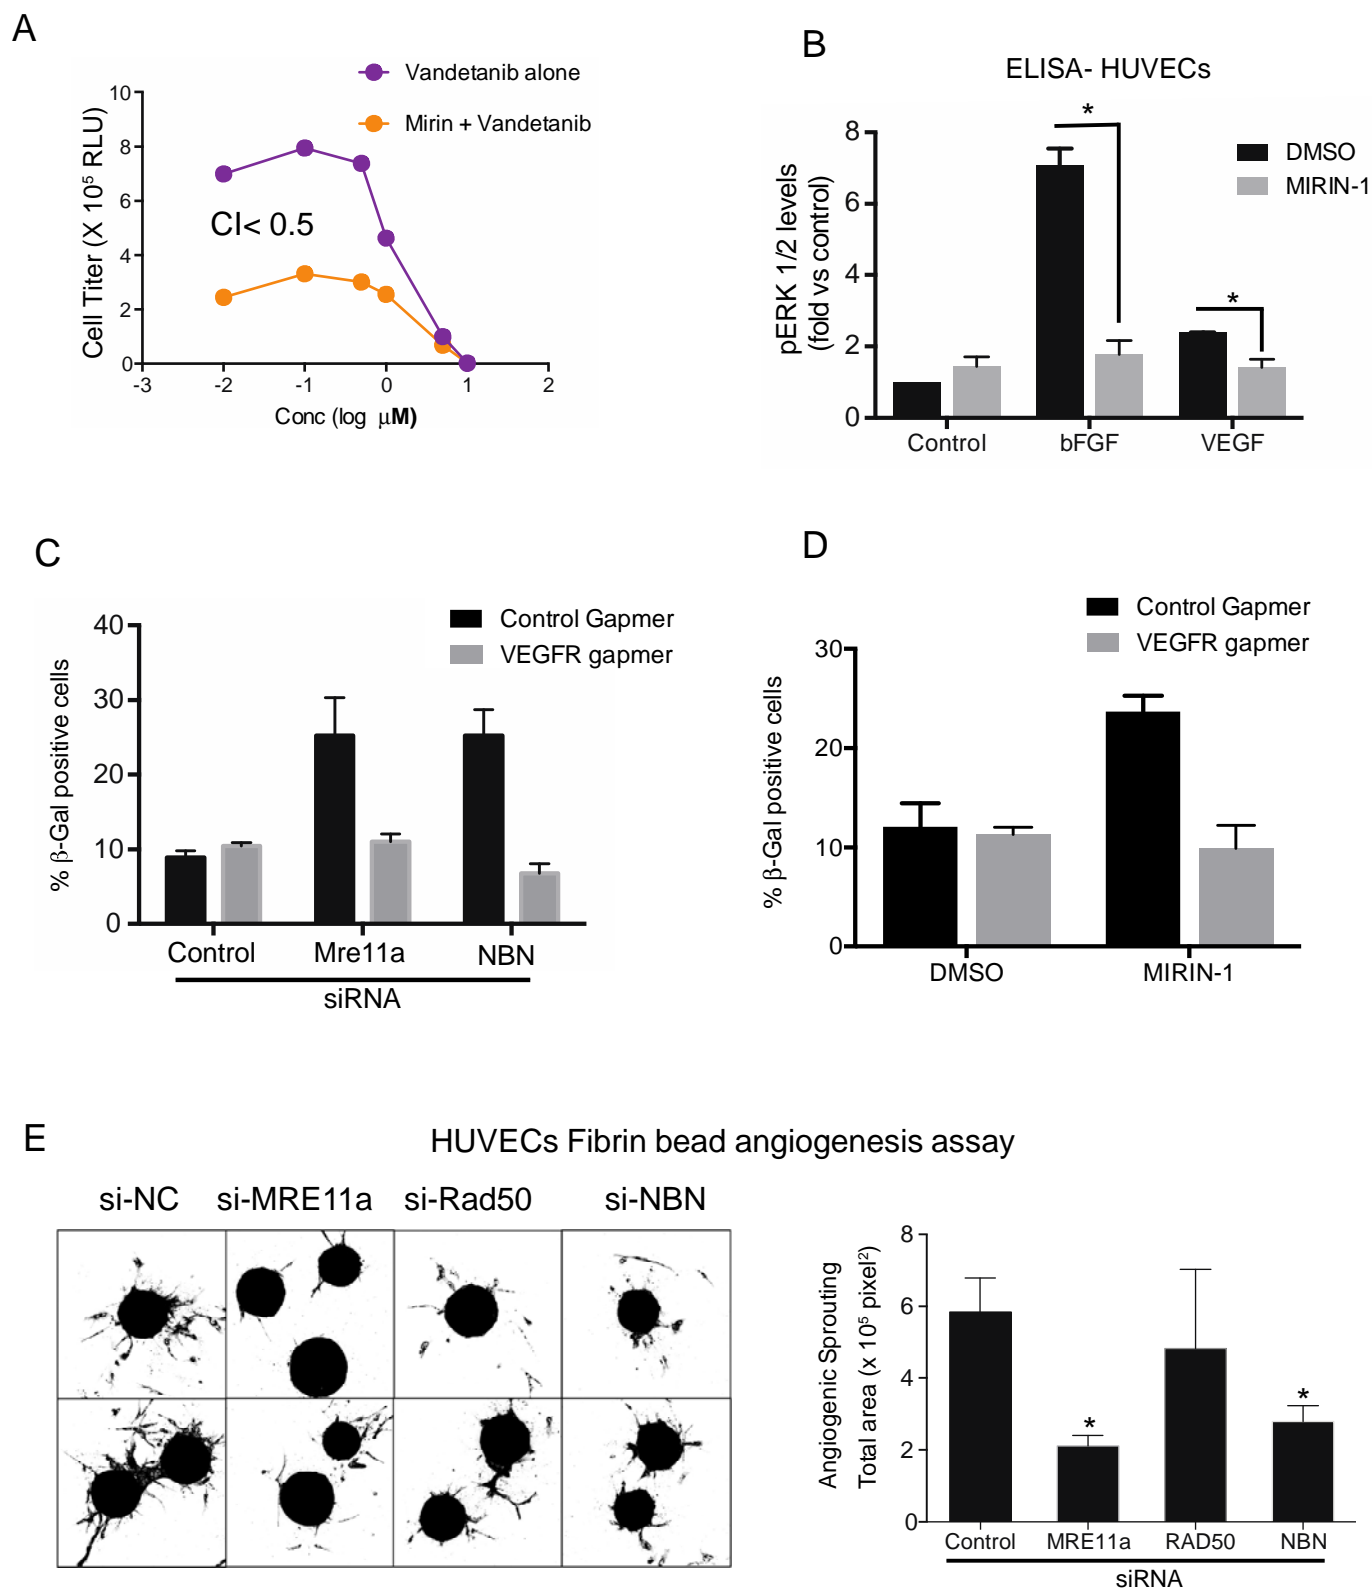 A
Vandetanib alone
Mirin + Vandetanib
Cell Titer (X 10⁵ RLU)
10
8
6
4
2
0
CI< 0.5
-3 -2 -1 0 1 2
Conc (log μM)
B
ELISA- HUVECs
DMSO
MIRIN-1
pERK 1/2 levels
(fold vs control)
8
6
4
2
0
*
*
Control bFGF VEGF
C
Control Gapmer
VEGFR gapmer
% β-Gal positive cells
40
30
20
10
0
Control Mre11a NBN
siRNA
D
Control Gapmer
VEGFR gapmer
% β-Gal positive cells
30
20
10
0
DMSO MIRIN-1
E
HUVECs Fibrin bead angiogenesis assay
si-NC si-MRE11a si-Rad50 si-NBN
Angiogenic Sprouting
Total area (x 10⁵ pixel²)
8
6
4
2
0
*
*
Control MRE11a RAD50 NBN
siRNA